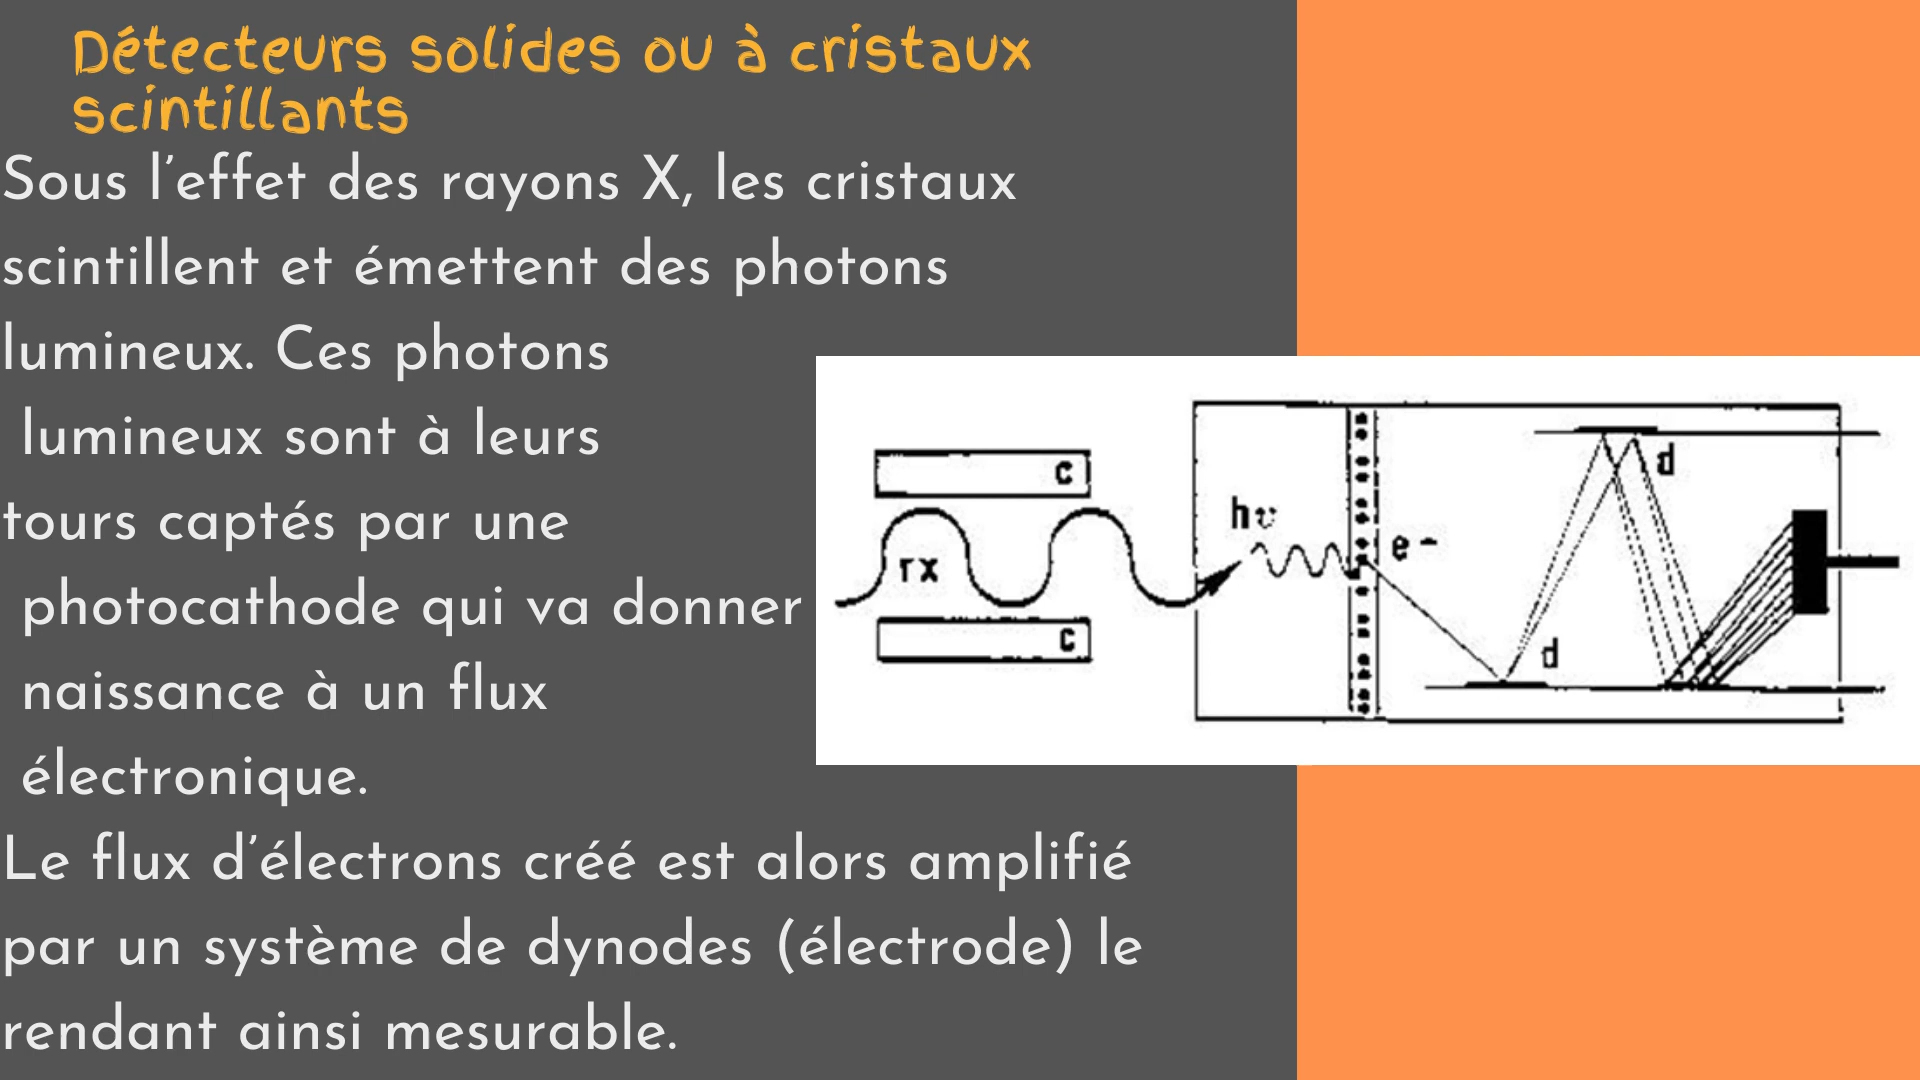 Détecteurs solides ou à cristaux
scintillants
Sous l'effet des rayons X, les cristaux
scintillent et émettent des photons
lumineux. Ces photons
lumineux sont à leurs
tours captés par une
photocathode qui va donner
naissance à un flux
électronique.
Le flux d'électrons créé est alors amplifié
par un système de dynodes (électrode) le
rendant ainsi mesurable.
c
rx
c
hυ
e-
d
d